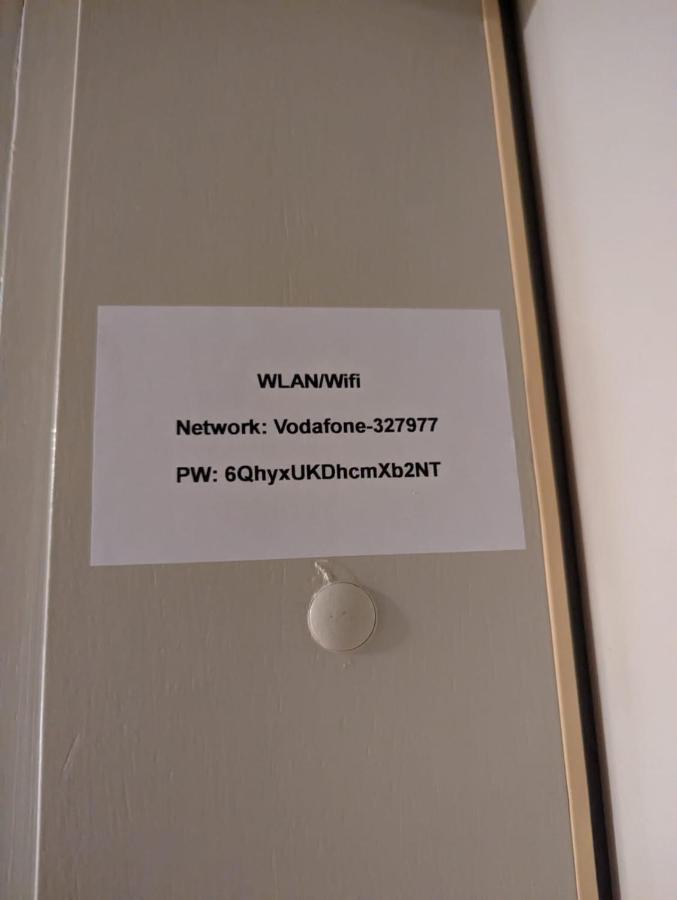 WLAN/Wifi
Network: Vodafone-327977
PW: 6QhyxUKDhcmXb2NT